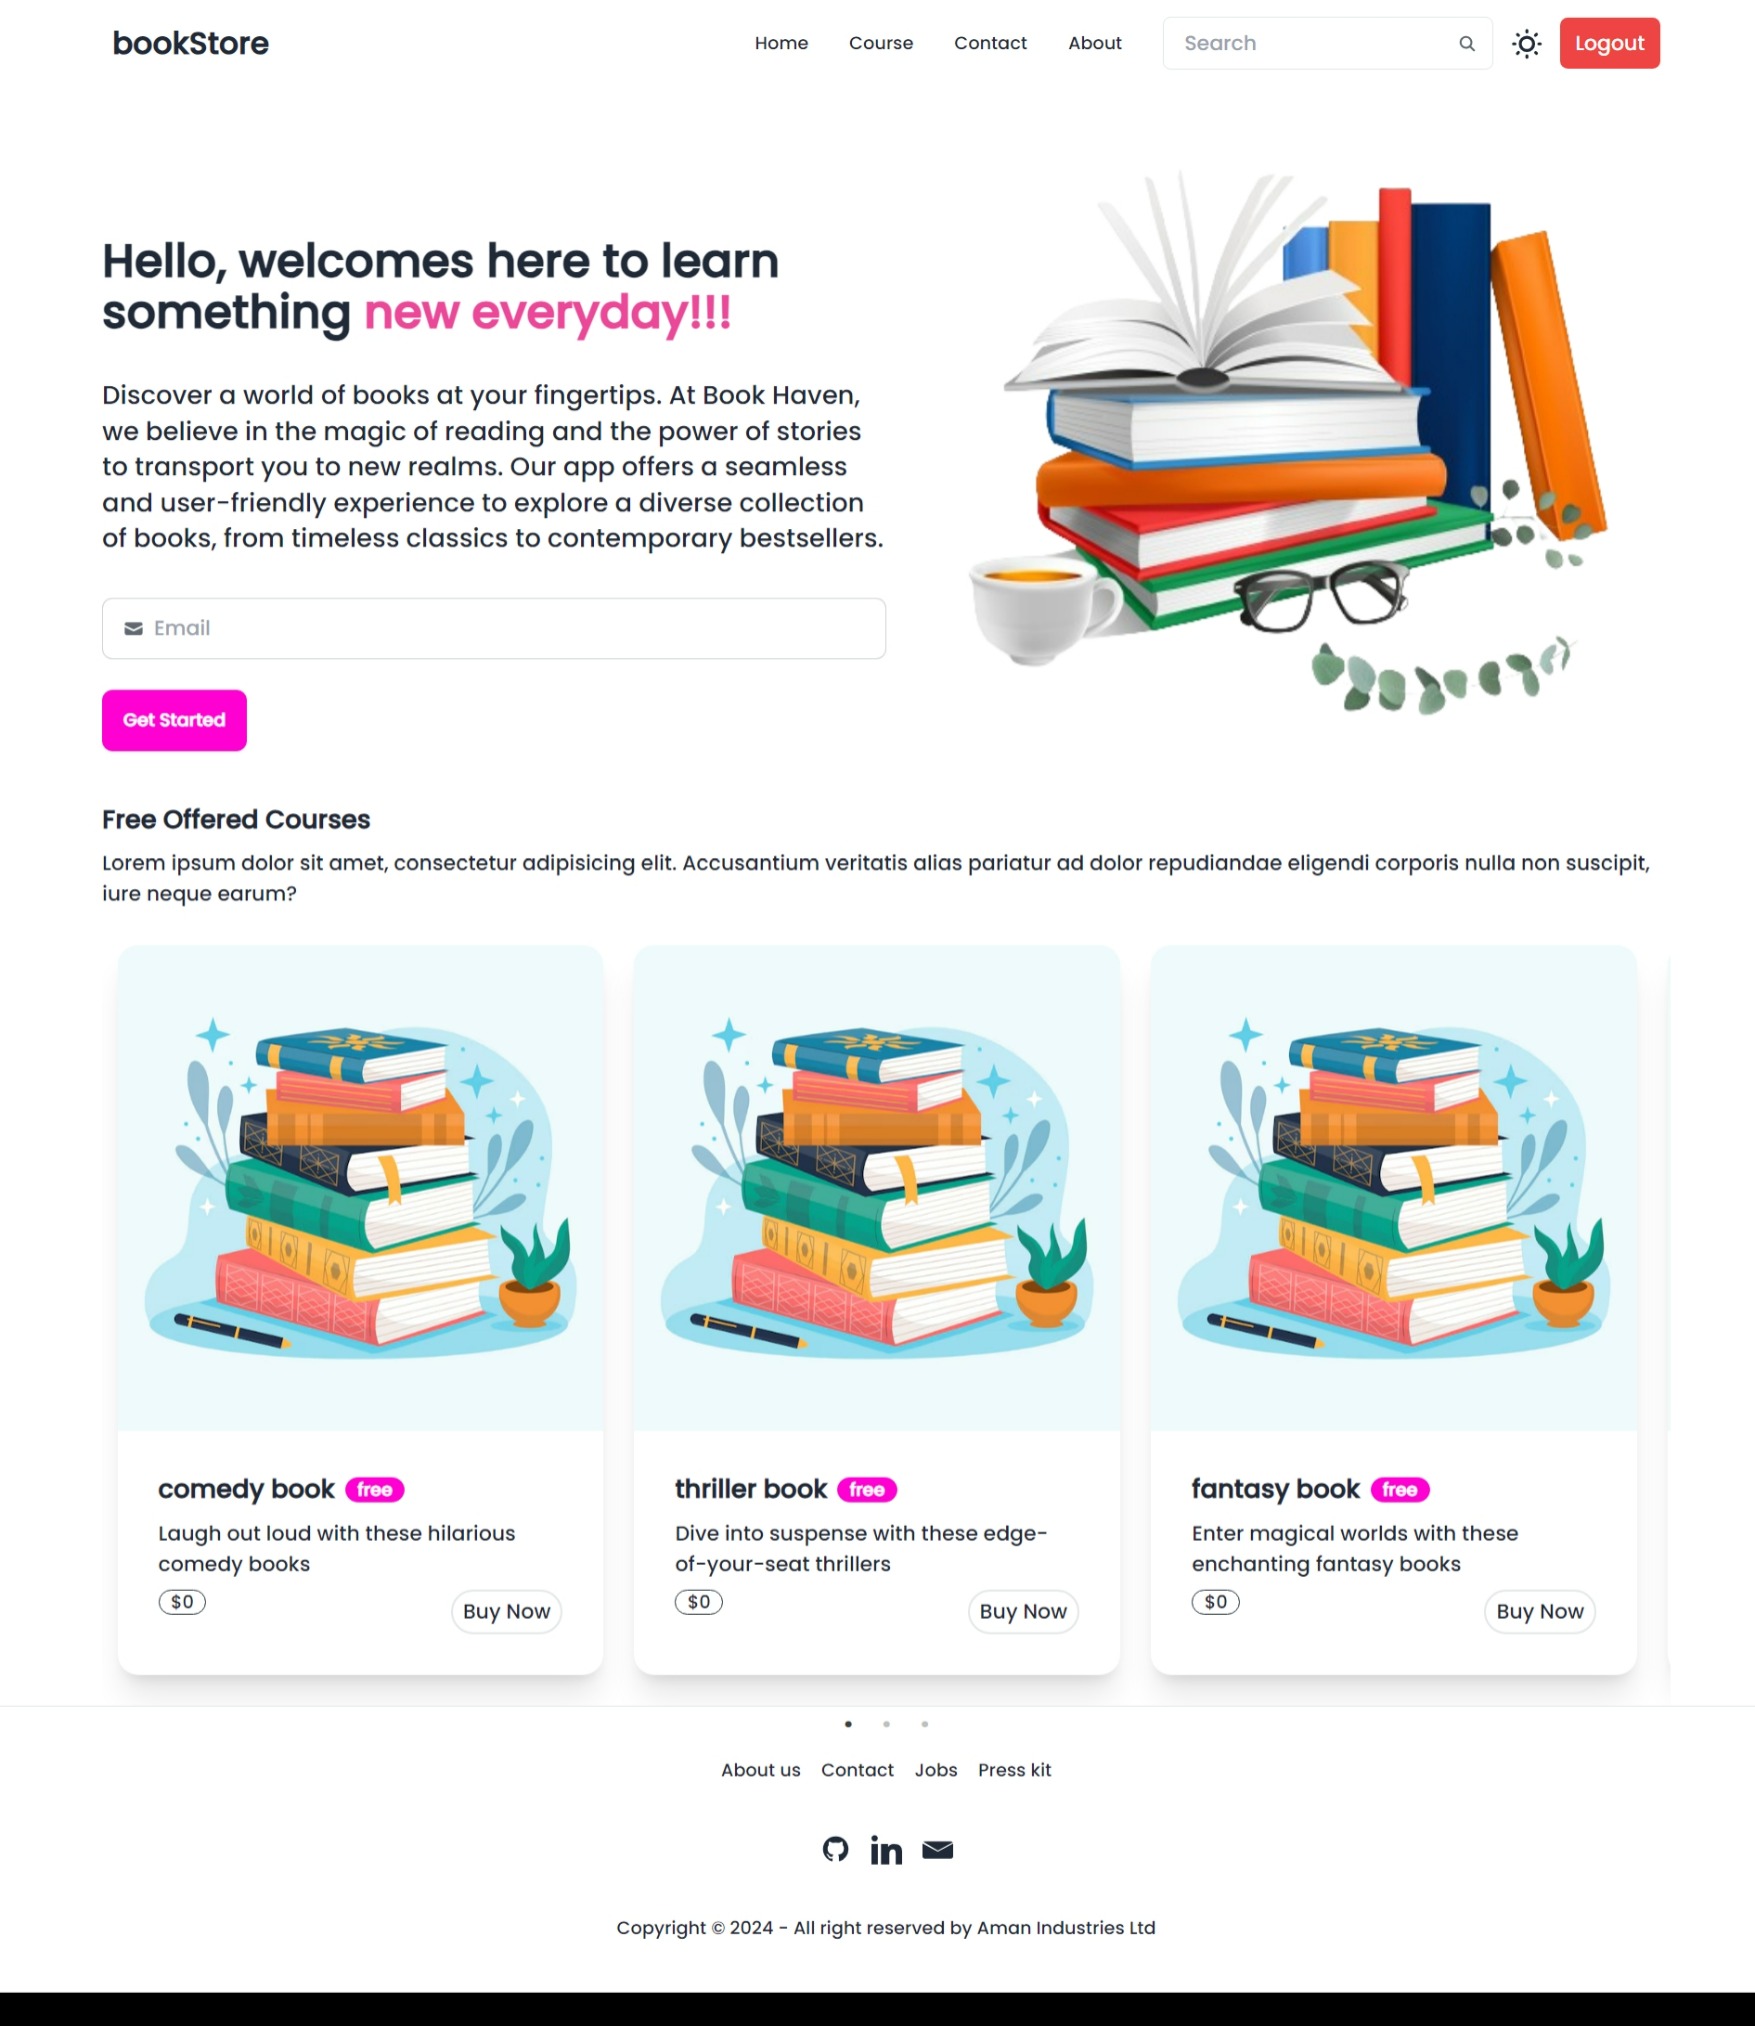 bookStore
Home
Course
Contact
About
Search
Logout
Hello, welcomes here to learn
something new everyday!!!
Discover a world of books at your fingertips. At Book Haven,
we believe in the magic of reading and the power of stories
to transport you to new realms. Our app offers a seamless
and user-friendly experience to explore a diverse collection
of books, from timeless classics to contemporary bestsellers.
Email
Get Started
Free Offered Courses
Lorem ipsum dolor sit amet, consectetur adipisicing elit. Accusantium veritatis alias pariatur ad dolor repudiandae eligendi corporis nulla non suscipit,
iure neque earum?
comedy book free
Laugh out loud with these hilarious
comedy books
$0
Buy Now
thriller book free
Dive into suspense with these edge-
of-your-seat thrillers
$0
Buy Now
fantasy book free
Enter magical worlds with these
enchanting fantasy books
$0
Buy Now
About us
Contact
Jobs
Press kit
in
Copyright © 2024 - All right reserved by Aman Industries Ltd